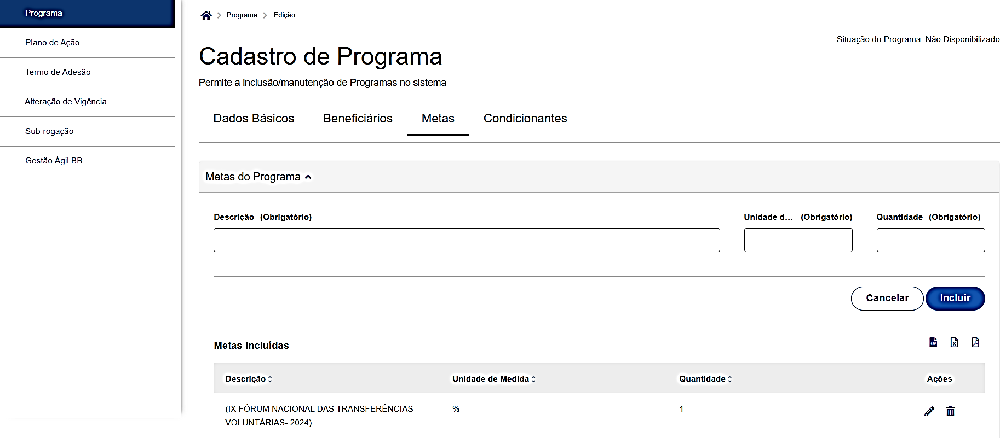 Programa
Plano de Ação
Termo de Adesão
Alteração de Vigência
Sub-rogação
Gestão Ágil BB
Programa Edição
Situação do Programa: Não Disponibilizado
Cadastro de Programa
Permite a inclusão/manutenção de Programas no sistema
Dados Básicos Beneficiários Metas Condicionantes
Metas do Programa
Descrição (Obrigatório) Unidade d... (Obrigatório) Quantidade (Obrigatório)
Cancelar Incluir
Metas Incluídas
Descrição Unidade de Medida Quantidade Ações
(IX FÓRUM NACIONAL DAS TRANSFERÊNCIAS % 1
VOLUNTÁRIAS- 2024)